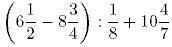 (6 1/2 − 8 3/4) : 1/8 + 10 4/7